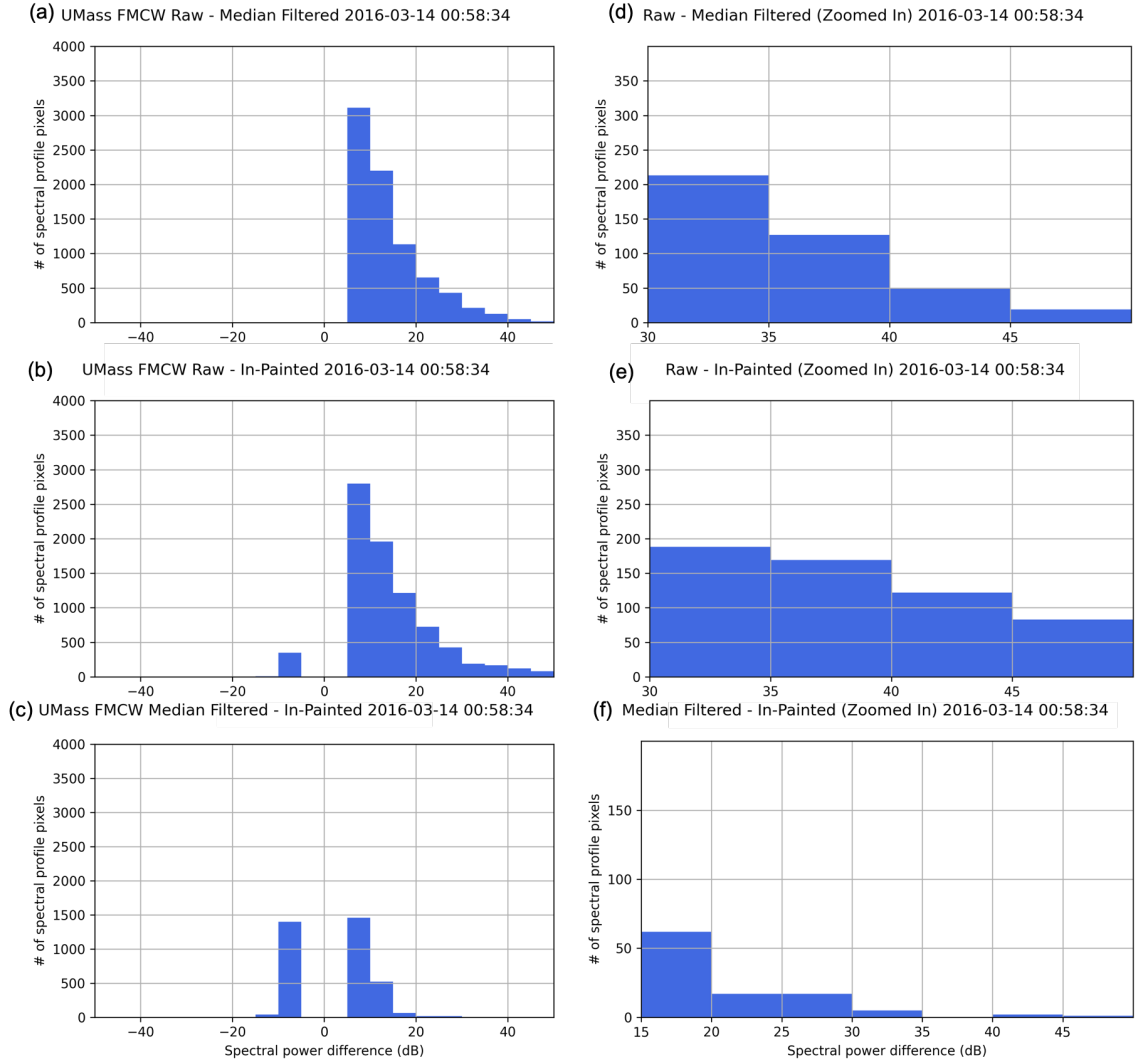 (a) UMass FMCW Raw - Median Filtered 2016-03-14 00:58:34
4000
3500
3000
2500
2000
1500
1000
500
0
# of spectral profile pixels
−40 −20 0 20 40
(d) Raw - Median Filtered (Zoomed In) 2016-03-14 00:58:34
350
300
250
200
150
100
50
0
# of spectral profile pixels
30 35 40 45
(b) UMass FMCW Raw - In-Painted 2016-03-14 00:58:34
4000
3500
3000
2500
2000
1500
1000
500
0
# of spectral profile pixels
−40 −20 0 20 40
(e) Raw - In-Painted (Zoomed In) 2016-03-14 00:58:34
350
300
250
200
150
100
50
0
# of spectral profile pixels
30 35 40 45
(c) UMass FMCW Median Filtered - In-Painted 2016-03-14 00:58:34
4000
3500
3000
2500
2000
1500
1000
500
0
# of spectral profile pixels
−40 −20 0 20 40
Spectral power difference (dB)
(f) Median Filtered - In-Painted (Zoomed In) 2016-03-14 00:58:34
150
100
50
0
# of spectral profile pixels
15 20 30 30 35 40 45
Spectral power difference (dB)